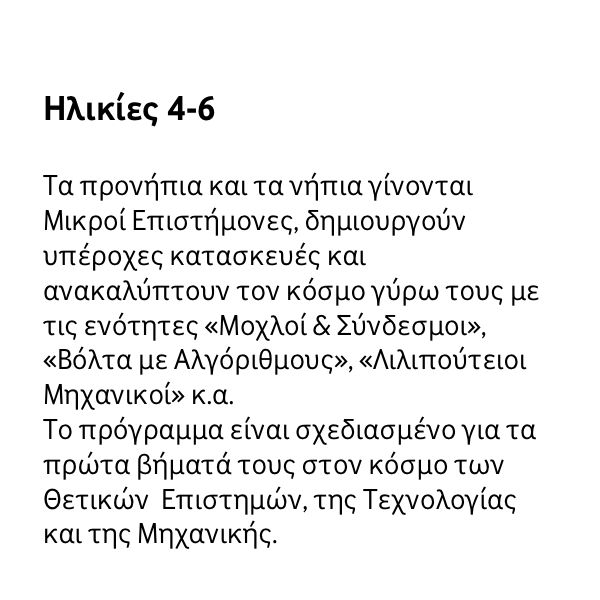 Ηλικίες 4-6
Τα προνήπια και τα νήπια γίνονται
Μικροί Επιστήμονες, δημιουργούν
υπέροχες κατασκευές και
ανακαλύπτουν τον κόσμο γύρω τους με
τις ενότητες «Μοχλοί & Σύνδεσμοι»,
«Βόλτα με Αλγόριθμους», «Λιλιπούτειοι
Μηχανικοί» κ.α.
Το πρόγραμμα είναι σχεδιασμένο για τα
πρώτα βήματά τους στον κόσμο των
Θετικών  Επιστημών, της Τεχνολογίας
και της Μηχανικής.